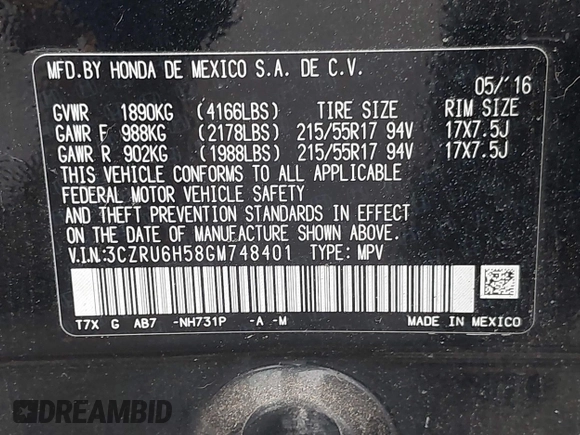 MFD.BY HONDA DE MEXICO S.A. DE C.V.
05/'16
GVWR 1890KG (4166LBS) TIRE SIZE RIM SIZE
GAWR F 988KG (2178LBS) 215/55R17 94V 17X7.5J
GAWR R 902KG (1988LBS) 215/55R17 94V 17X7.5J
THIS VEHICLE CONFORMS TO ALL APPLICABLE
FEDERAL MOTOR VEHICLE SAFETY
AND THEFT PREVENTION STANDARDS IN EFFECT
ON THE DATE OF MANUFACTURE SHOWN ABOVE.
V.I.N:3CZRU6H58GM748401 TYPE: MPV
T7X G AB7 -NH731P -A -M MADE IN MEXICO
DREAMBID